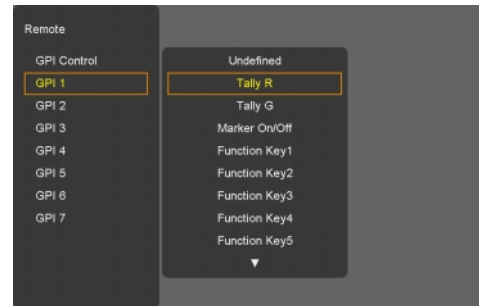 Remote
GPI Control
GPI 1
GPI 2
GPI 3
GPI 4
GPI 5
GPI 6
GPI 7
Undefined
Tally R
Tally G
Marker On/Off
Function Key1
Function Key2
Function Key3
Function Key4
Function Key5
▼